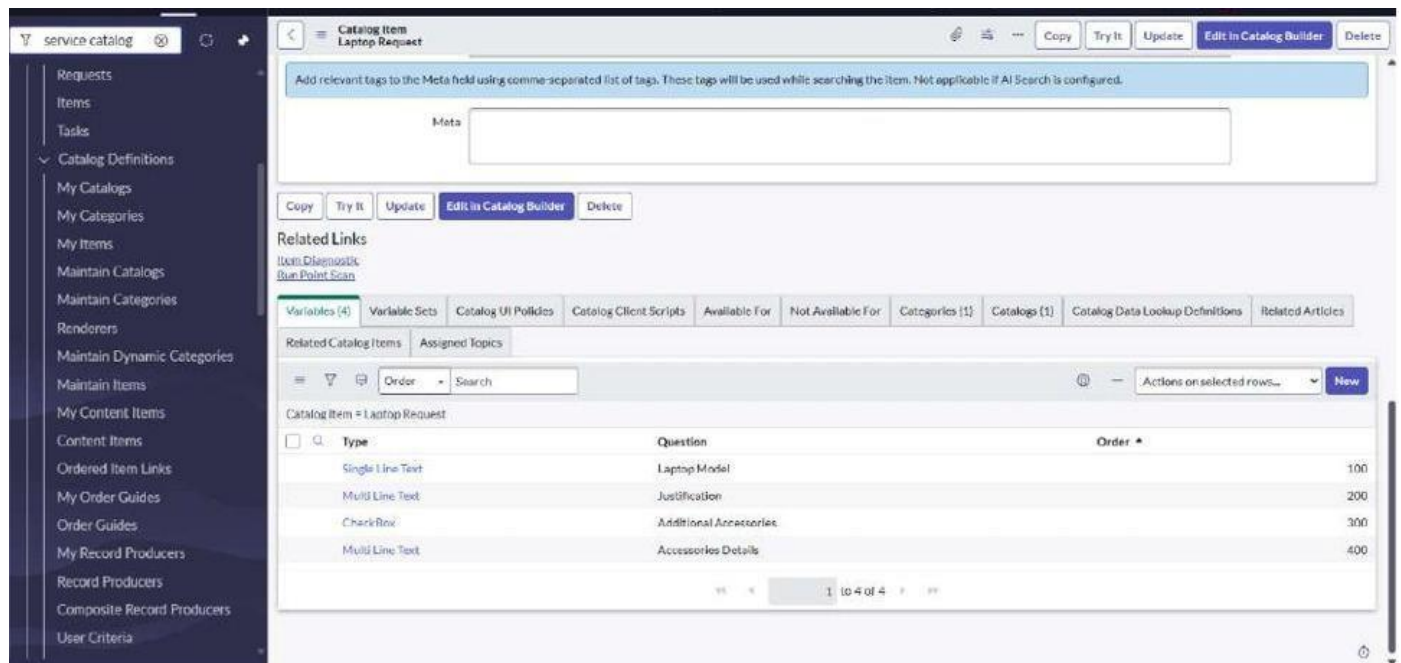 service catalog
Requests
Items
Tasks
Catalog Definitions
My Catalogs
My Categories
My Items
Maintain Catalogs
Maintain Categories
Renderers
Maintain Dynamic Categories
Maintain Items
My Content Items
Content Items
Ordered Item Links
My Order Guides
Order Guides
My Record Producers
Record Producers
Composite Record Producers
User Criteria
Catalog Item
Laptop Request
Copy Try It Update Edit in Catalog Builder Delete
Add relevant tags to the Meta field using comma-separated list of tags. These tags will be used while searching the item. Not applicable if AI Search is configured.
Meta
Copy Try It Update Edit in Catalog Builder Delete
Related Links
Item Diagnostic
Run Point Scan
Variables (4) Variable Sets Catalog UI Policies Catalog Client Scripts Available For Not Available For Categories (1) Catalogs (1) Catalog Data Lookup Definitions Related Articles
Related Catalog Items Assigned Topics
Order Search Actions on selected rows... New
Catalog Item = Laptop Request
Type Question Order
Single Line Text Laptop Model 100
Multi Line Text Justification 200
CheckBox Additional Accessories 300
Multi Line Text Accessories Details 400
1 to 4 of 4